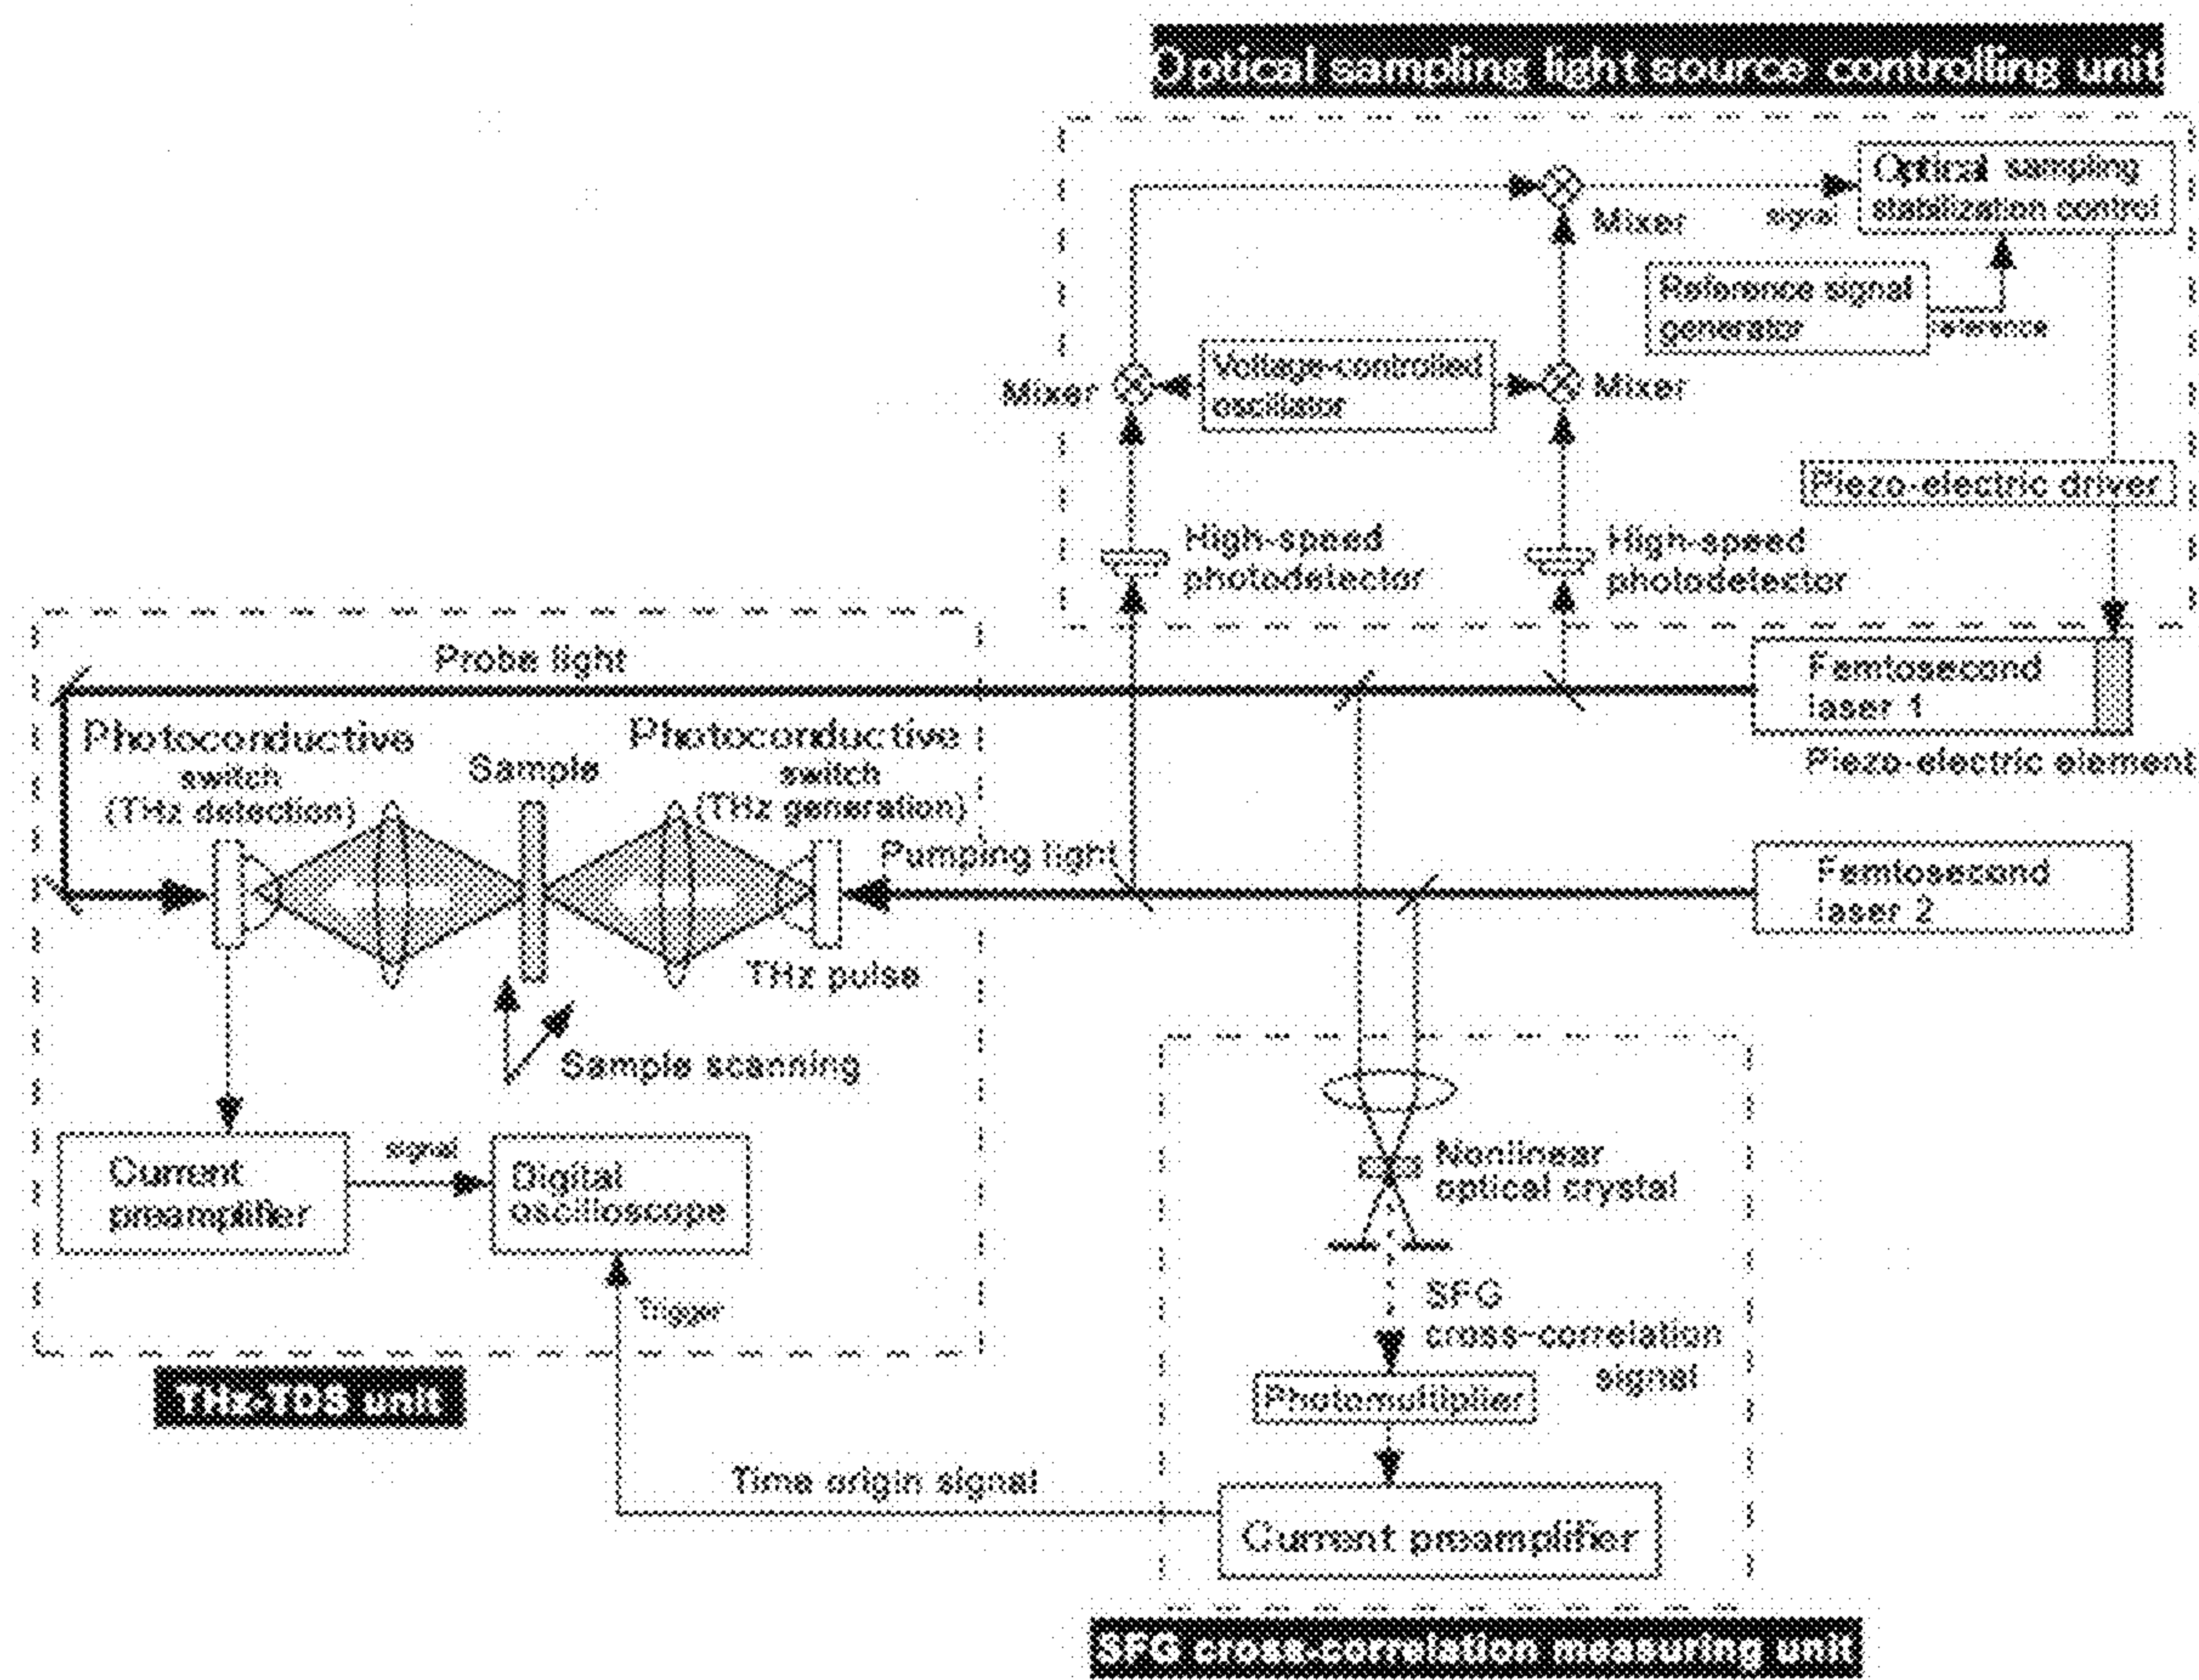 Optical sampling light source controlling unit
Optical sampling
stabilization control
Mixer
signal
Reference signal
generator
reference
Mixer
Voltage-controlled
oscillator
Mixer
Piezo-electric driver
High-speed
photodetector
High-speed
photodetector
Probe light
Femtosecond
laser 1
Piezo-electric element
Photoconductive
switch
(THz detection)
Sample
Photoconductive
switch
(THz generation)
Pumping light
Femtosecond
laser 2
THz pulse
Sample scanning
Current
preamplifier
signal
Digital
oscilloscope
Nonlinear
optical crystal
Trigger
SFG
cross-correlation
signal
THz-TDS unit
Photomultiplier
Time origin signal
Current preamplifier
SFG cross-correlation measuring unit